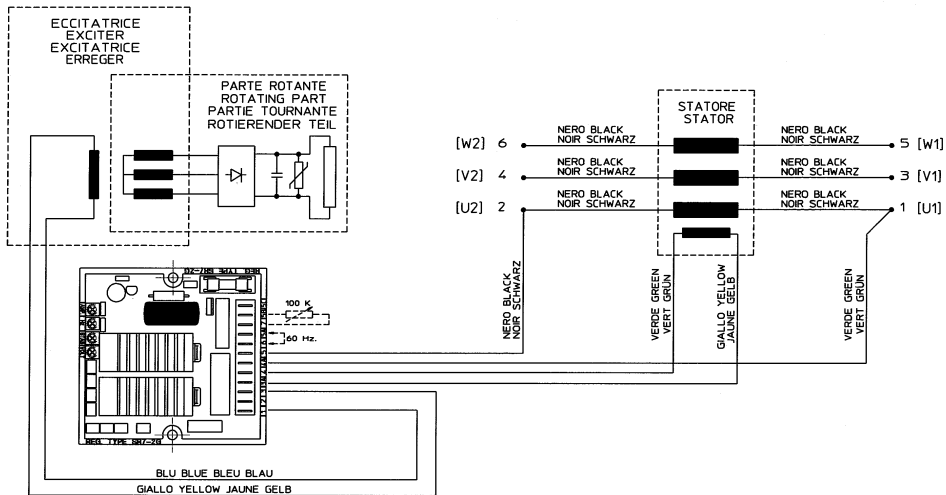 ECCITATRICE
EXCITER
EXCITATRICE
ERREGER
PARTE ROTANTE
ROTATING PART
PARTIE TOURNANTE
ROTIERENDER TEIL
STATORE
STATOR
[W2] 6
NERO BLACK
NOIR SCHWARZ
NERO BLACK
NOIR SCHWARZ
5 [W1]
[V2] 4
NERO BLACK
NOIR SCHWARZ
NERO BLACK
NOIR SCHWARZ
3 [V1]
[U2] 2
NERO BLACK
NOIR SCHWARZ
NERO BLACK
NOIR SCHWARZ
1 [U1]
NERO BLACK
NOIR SCHWARZ
VERDE GREEN
VERT GRÜN
GIALLO YELLOW
JAUNE GELB
VERDE GREEN
VERT GRÜN
REG TYPE SR7-2G
100 K
60 Hz.
REG. TYPE SR7-2G
BLU BLUE BLEU BLAU
GIALLO YELLOW JAUNE GELB